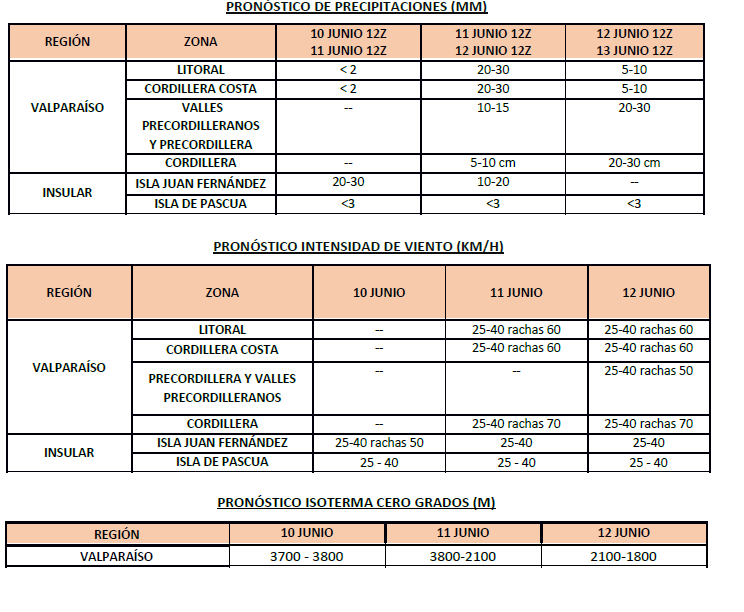 PRONÓSTICO DE PRECIPITACIONES (MM)
REGIÓN ZONA 10 JUNIO 12Z 11 JUNIO 12Z 12 JUNIO 12Z
11 JUNIO 12Z 12 JUNIO 12Z 13 JUNIO 12Z
VALPARAÍSO
LITORAL < 2 20-30 5-10
CORDILLERA COSTA < 2 20-30 5-10
VALLES -- 10-15 20-30
PRECORDILLERANOS
Y PRECORDILLERA
CORDILLERA -- 5-10 cm 20-30 cm
INSULAR
ISLA JUAN FERNÁNDEZ 20-30 10-20 --
ISLA DE PASCUA <3 <3 <3
PRONÓSTICO INTENSIDAD DE VIENTO (KM/H)
REGIÓN ZONA 10 JUNIO 11 JUNIO 12 JUNIO
VALPARAÍSO
LITORAL -- 25-40 rachas 60 25-40 rachas 60
CORDILLERA COSTA -- 25-40 rachas 60 25-40 rachas 60
PRECORDILLERA Y VALLES -- -- 25-40 rachas 50
PRECORDILLERANOS
CORDILLERA -- 25-40 rachas 70 25-40 rachas 70
INSULAR
ISLA JUAN FERNÁNDEZ 25-40 rachas 50 25-40 25-40
ISLA DE PASCUA 25 - 40 25 - 40 25 - 40
PRONÓSTICO ISOTERMA CERO GRADOS (M)
REGIÓN 10 JUNIO 11 JUNIO 12 JUNIO
VALPARAÍSO 3700 - 3800 3800-2100 2100-1800